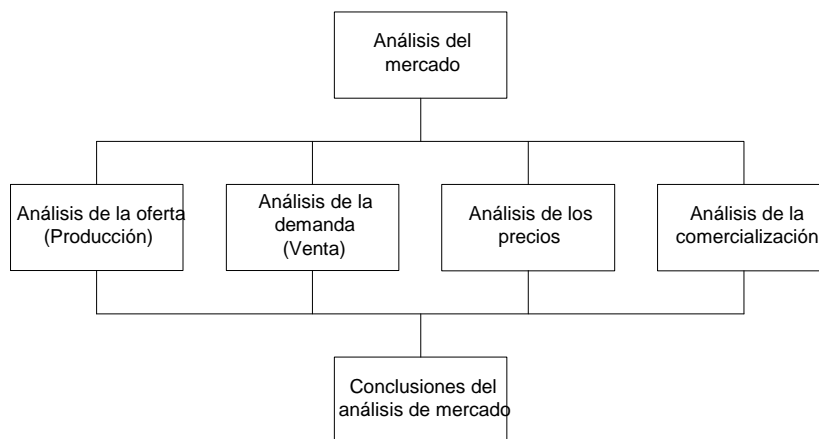 Análisis del
mercado
Análisis de la oferta
(Producción)
Análisis de la
demanda
(Venta)
Análisis de los
precios
Análisis de la
comercialización
Conclusiones del
análisis de mercado